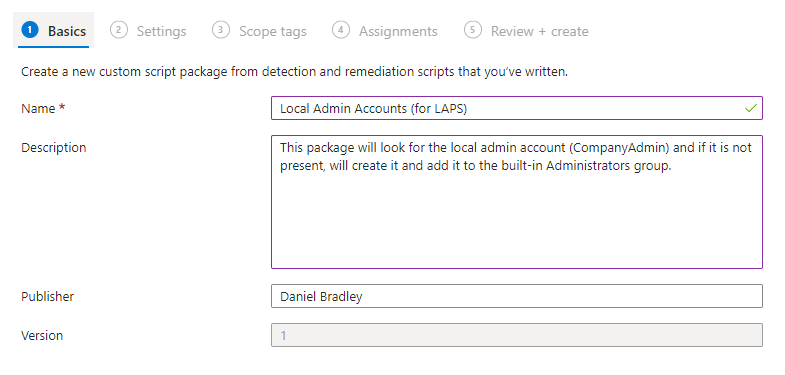 1 Basics 2 Settings 3 Scope tags 4 Assignments 5 Review + create
Create a new custom script package from detection and remediation scripts that you've written.
Name * Local Admin Accounts (for LAPS)
Description This package will look for the local admin account (CompanyAdmin) and if it is not
present, will create it and add it to the built-in Administrators group.
Publisher Daniel Bradley
Version 1